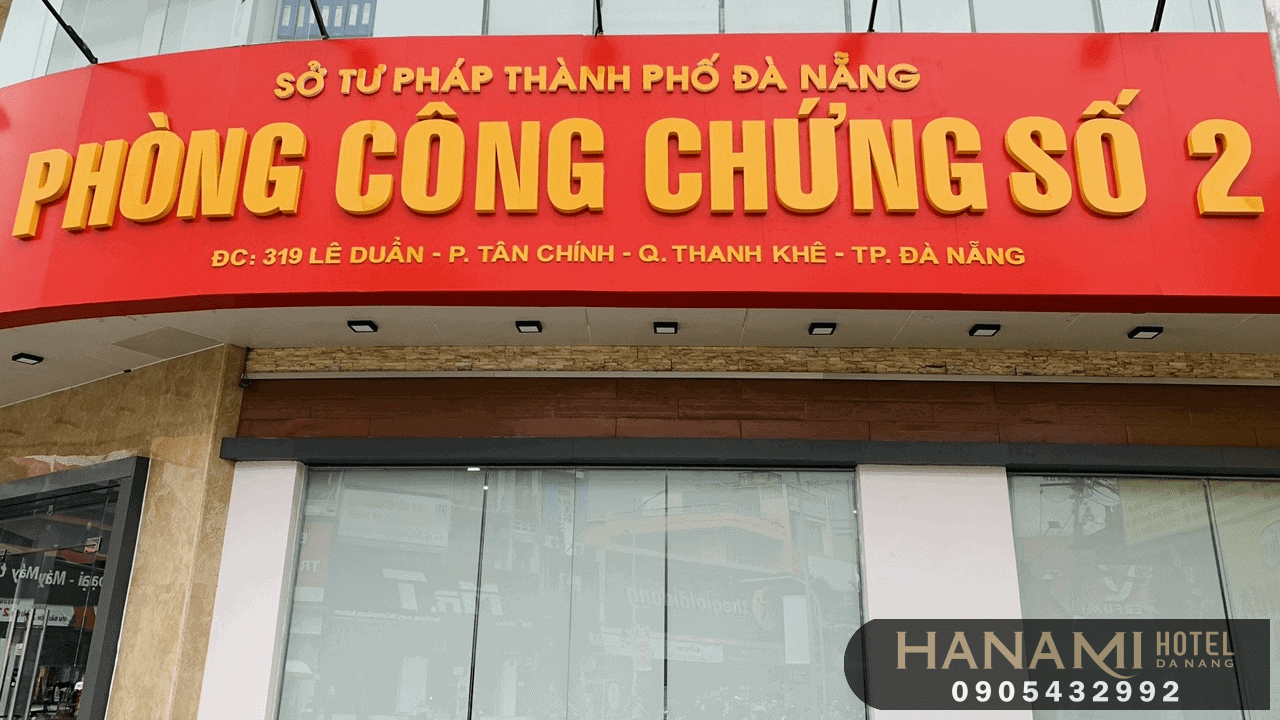 SỞ TƯ PHÁP THÀNH PHỐ ĐÀ NẴNG
PHÒNG CÔNG CHỨNG SỐ 2
ĐC: 319 LÊ DUẨN - P. TÂN CHÍNH - Q. THANH KHÊ - TP. ĐÀ NẴNG
HANAMI HOTEL
DA NANG
0905432992